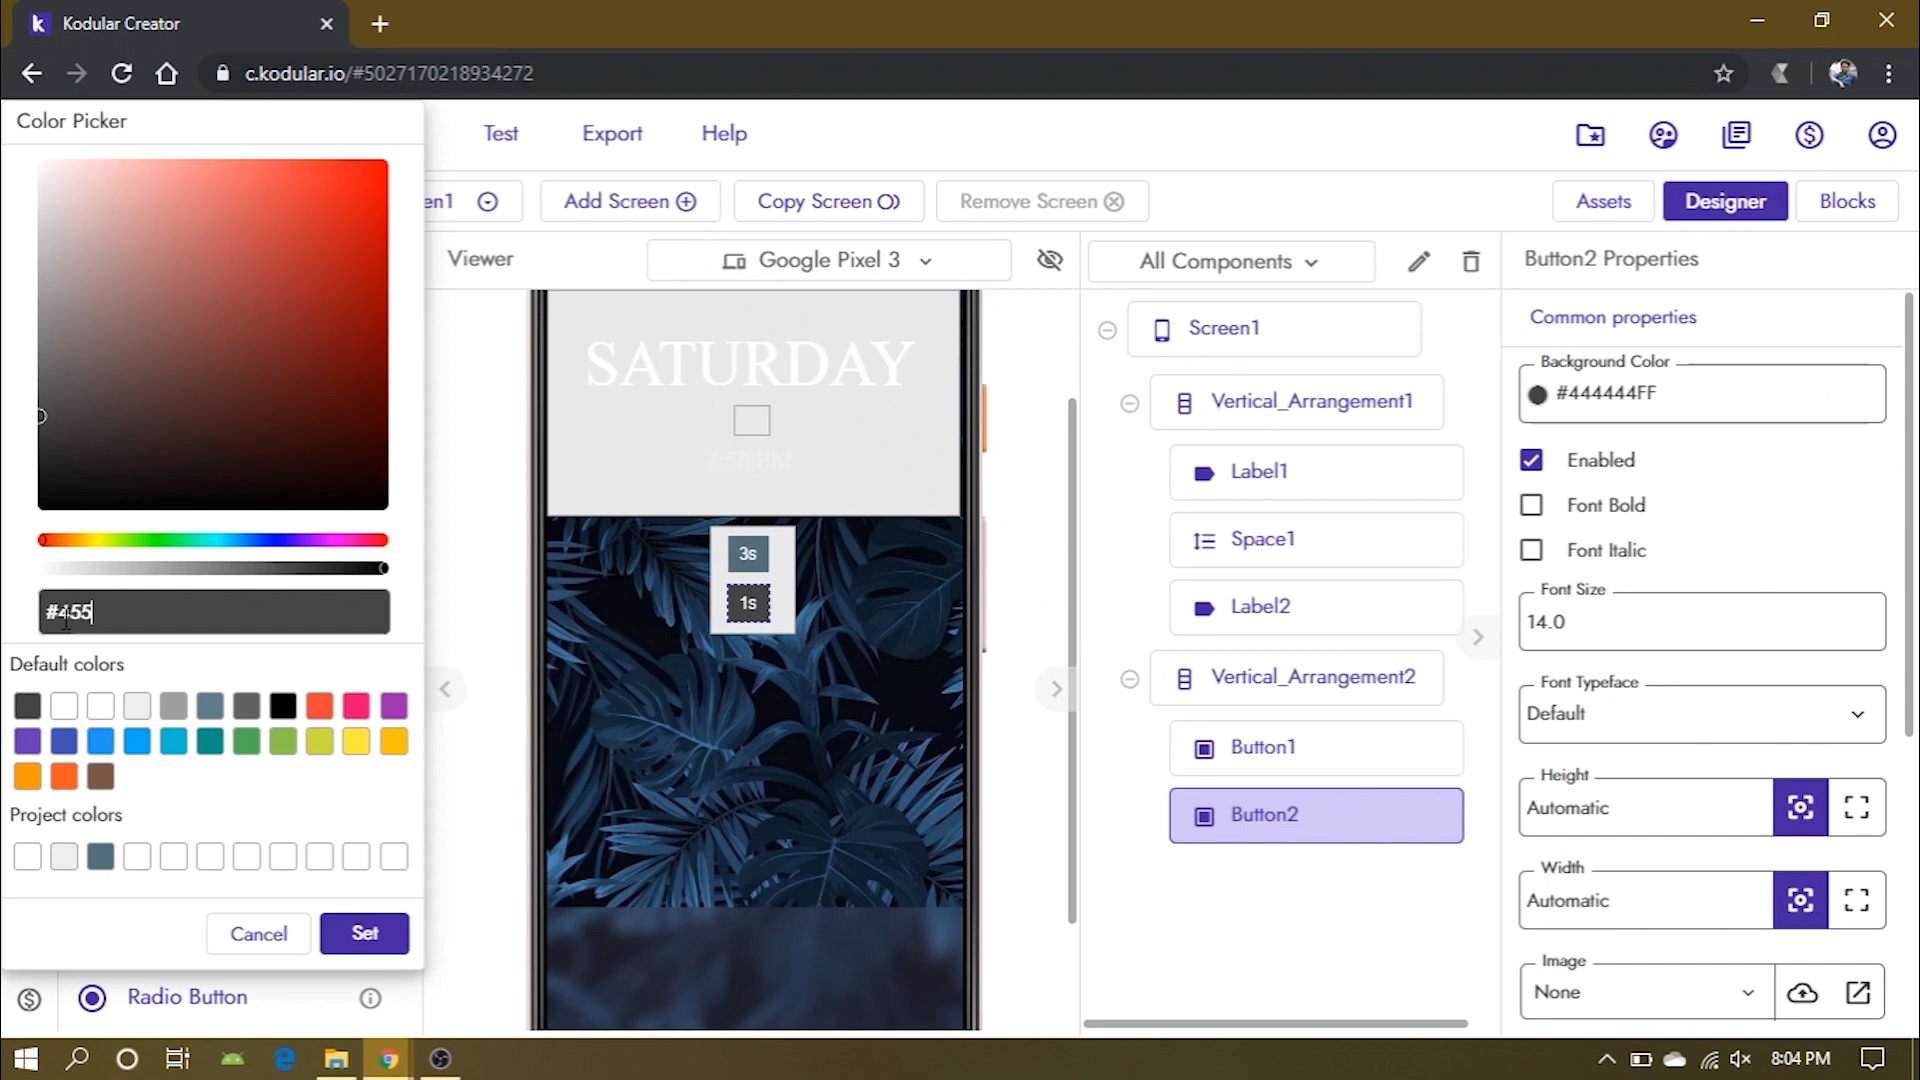 Kodular Creator
c.kodular.io/#5027170218934272
Color Picker
Test
Export
Help
en1
Add Screen
Copy Screen
Remove Screen
Assets
Designer
Blocks
Viewer
Google Pixel 3
All Components
Button2 Properties
Common properties
SATURDAY
7:58 PM
3s
1s
Screen1
Vertical_Arrangement1
Label1
Space1
Label2
Vertical_Arrangement2
Button1
Button2
Background Color
#444444FF
Enabled
Font Bold
Font Italic
Font Size
14.0
Font Typeface
Default
Height
Automatic
Width
Automatic
Image
None
#455
Default colors
Project colors
Cancel
Set
Radio Button
8:04 PM